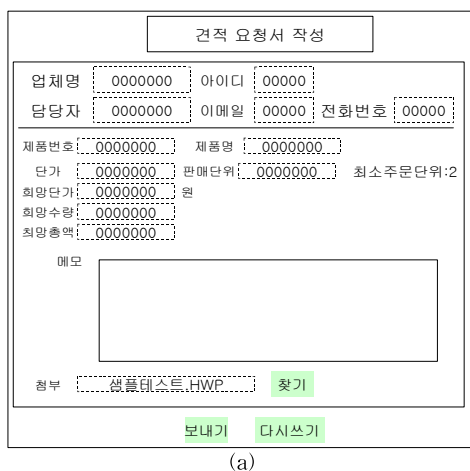 견적 요청서 작성
업체명 0000000 아이디 00000
담당자 0000000 이메일 00000 전화번호 00000
제품번호 0000000 제품명 0000000
단가 0000000 판매단위 0000000 최소주문단위:2
희망단가 0000000 원
희망수량 0000000
최망총액 0000000
메모
첨부 샘플테스트.HWP 찾기
보내기 다시쓰기
(a)